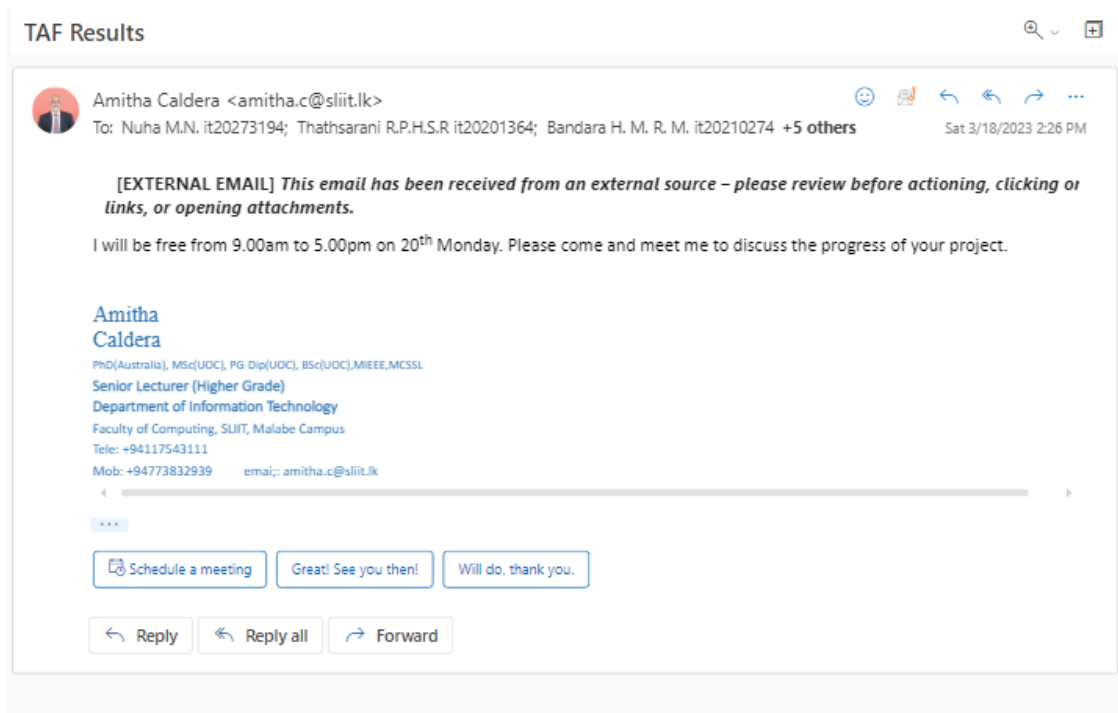 TAF Results
Amitha Caldera <amitha.c@sliit.lk>
To: Nuha M.N. it20273194; Thathsarani R.P.H.S.R it20201364; Bandara H. M. R. M. it20210274 +5 others
Sat 3/18/2023 2:26 PM
[EXTERNAL EMAIL] This email has been received from an external source – please review before actioning, clicking or
links, or opening attachments.
I will be free from 9.00am to 5.00pm on 20th Monday. Please come and meet me to discuss the progress of your project.
Amitha
Caldera
PhD(Australia), MSc(UOC), PG Dip(UOC), BSc(UOC),MIEEE,MCSSL
Senior Lecturer (Higher Grade)
Department of Information Technology
Faculty of Computing, SLIIT, Malabe Campus
Tele: +94117543111
Mob: +94773832939 emai;: amitha.c@sliit.lk
Schedule a meeting
Great! See you then!
Will do, thank you.
Reply
Reply all
Forward